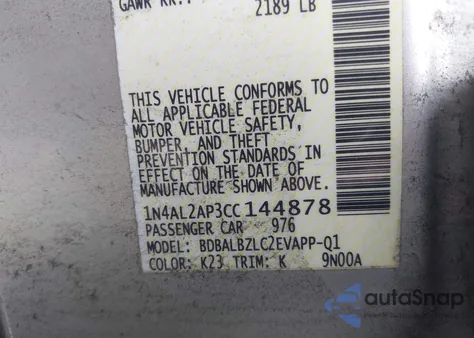 GAWR RR.:
2189 LB
THIS VEHICLE CONFORMS TO
ALL APPLICABLE FEDERAL
MOTOR VEHICLE SAFETY,
BUMPER, AND THEFT
PREVENTION STANDARDS IN
EFFECT ON THE DATE OF
MANUFACTURE SHOWN ABOVE.
1N4AL2AP3CC144878
PASSENGER CAR 976
MODEL: BDBALBZLC2EVAPP-Q1
COLOR: K23 TRIM: K 9N00A
autoSnap